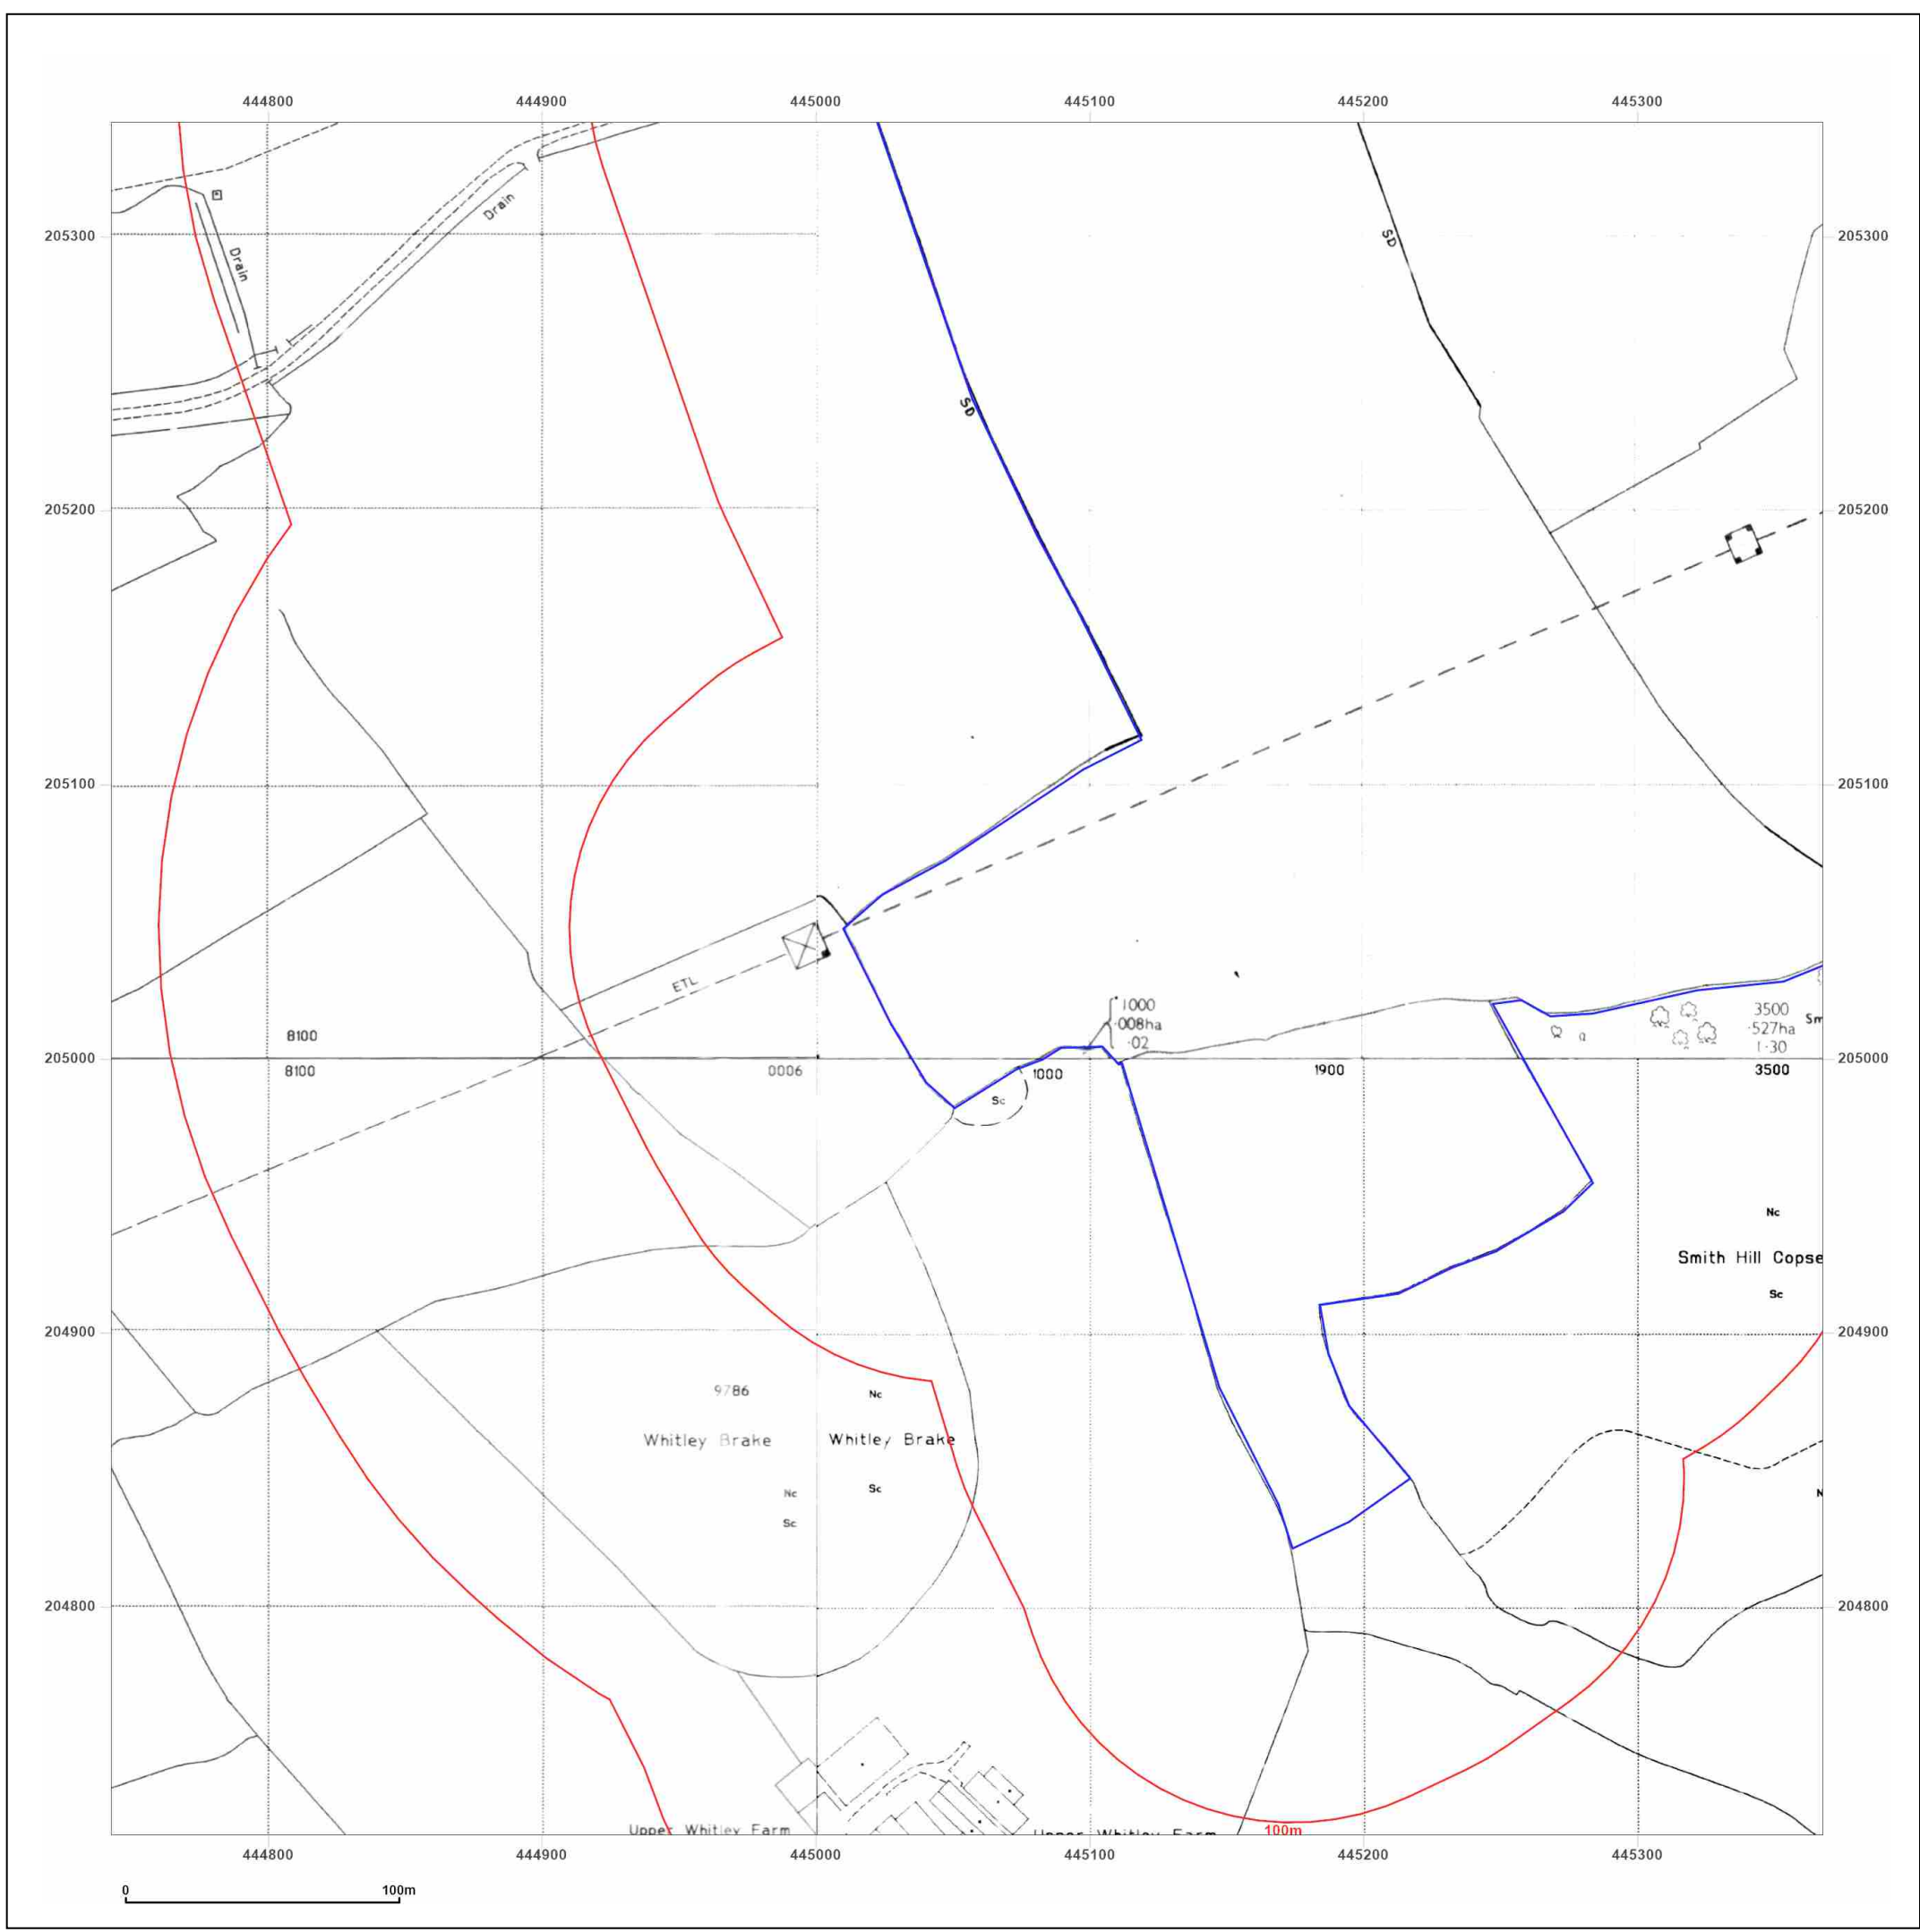 444800 444900 445000 445100 445200 445300
Drain
Drain
205300 205300
SD
SD
205200 205200
205100 205100
ETL
1000
·008ha
·02
3500
·527ha
1·30
Sm
8100
205000 205000
8100 0006 1000 1900 3500
Sc
Nc
Smith Hill Copse
Sc
204900 204900
9786 Nc
Whitley Brake Whitley Brake
Nc Sc N
Sc
204800 204800
Upper Whitley Farm Upper Whitley Farm
100m
444800 444900 445000 445100 445200 445300
0 100m